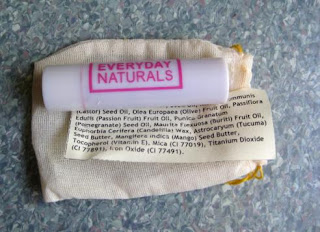 EVERYDAY
NATURALS
(Castor) Seed Oil, Olea Europaea (Olive) Fruit Oil, Passiflora
Edulis (Passion Fruit) Fruit Oil, Punica Granatum
(Pomegranate) Seed Oil, Mauritia Flexuosa (Buriti) Fruit Oil,
Euphorbia Cerifera (Candelilla) Wax, Astrocaryum (Tucuma)
Seed Butter, Mangifera indica (Mango) Seed Butter,
Tocopherol (Vitamin E), Mica (CI 77019), Titanium Dioxide
(CI 77891), Iron Oxide (CI 77491).